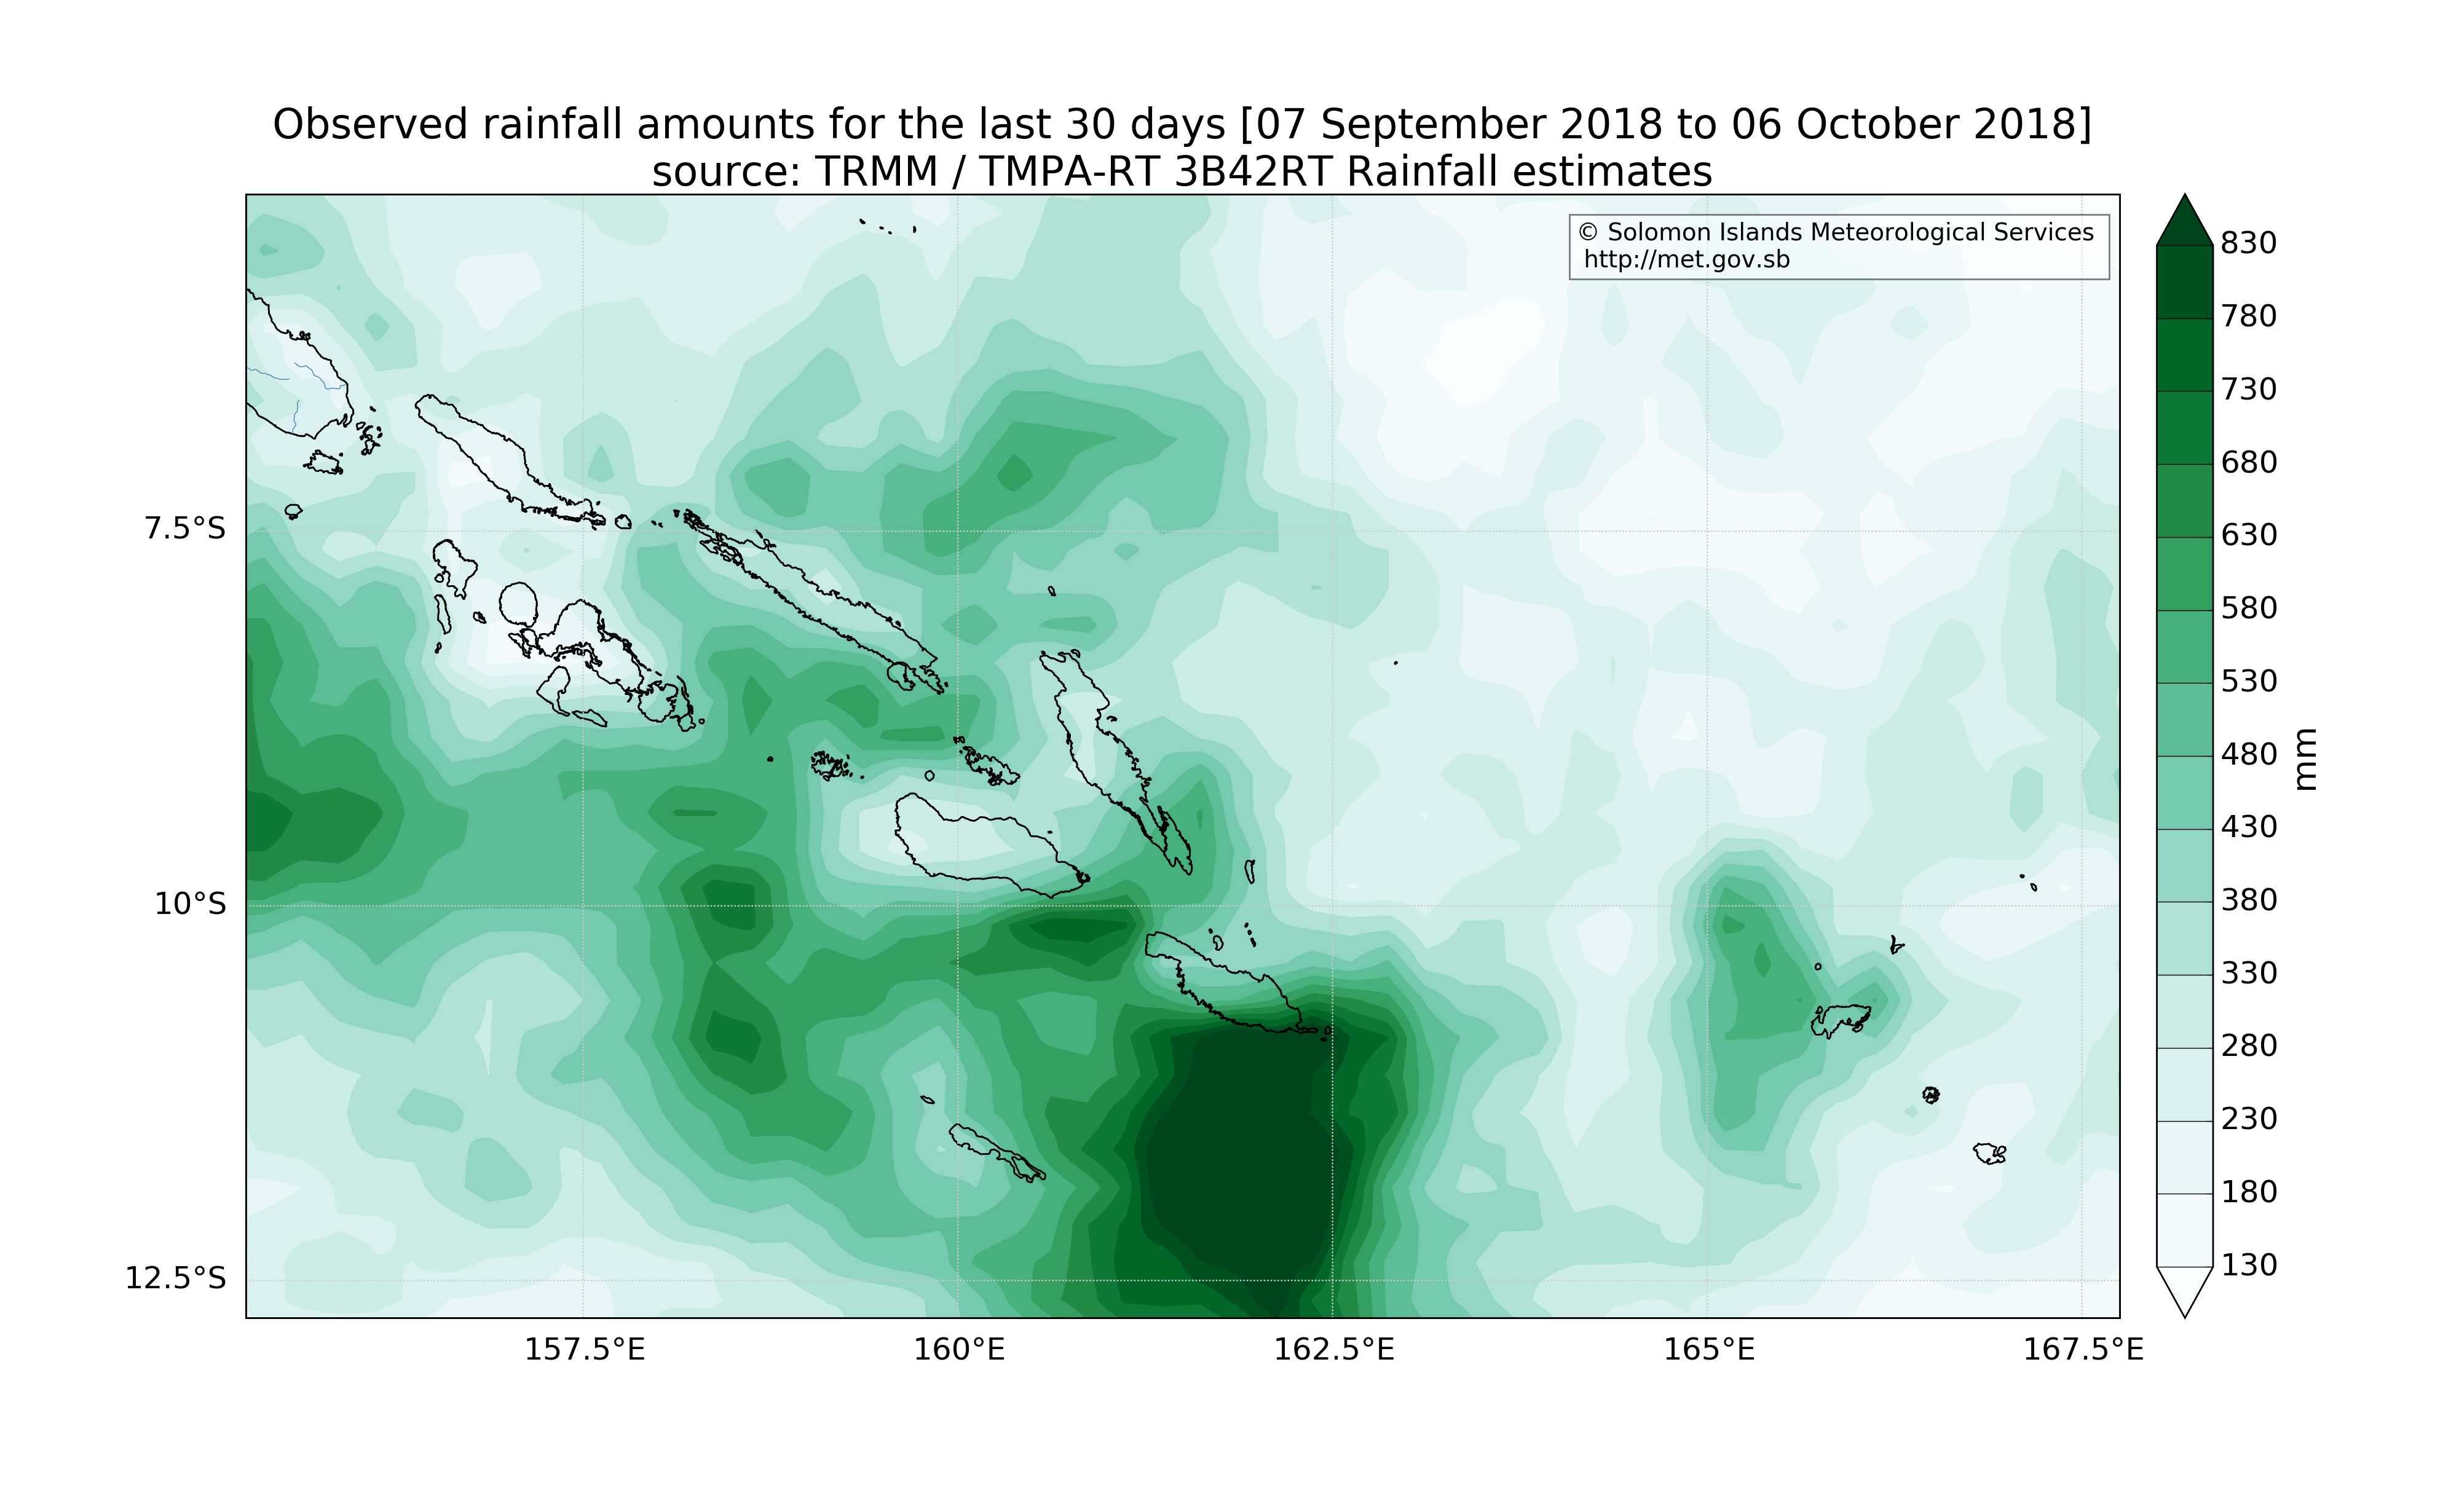 Observed rainfall amounts for the last 30 days [07 September 2018 to 06 October 2018]
source: TRMM / TMPA-RT 3B42RT Rainfall estimates
© Solomon Islands Meteorological Services
http://met.gov.sb
7.5°S
10°S
12.5°S
157.5°E
160°E
162.5°E
165°E
167.5°E
830
780
730
680
630
580
530
480
430
380
330
280
230
180
130
mm